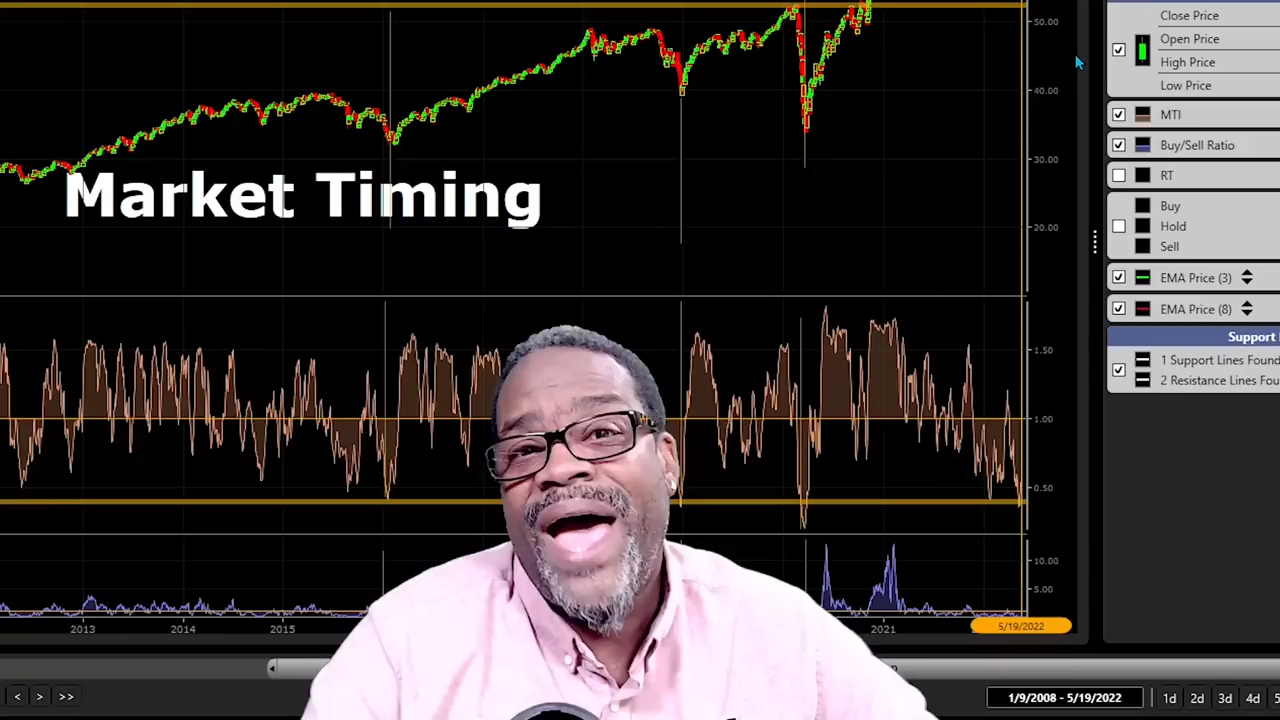 Market Timing
50.00
40.00
30.00
20.00
1.50
1.00
0.50
10.00
5.00
2013
2014
2015
2021
5/19/2022
Close Price
Open Price
High Price
Low Price
MTI
Buy/Sell Ratio
RT
Buy
Hold
Sell
EMA Price (3)
EMA Price (8)
Support
1 Support Lines Found
2 Resistance Lines Fou
< > >>
1/9/2008 - 5/19/2022
1d 2d 3d 4d 5